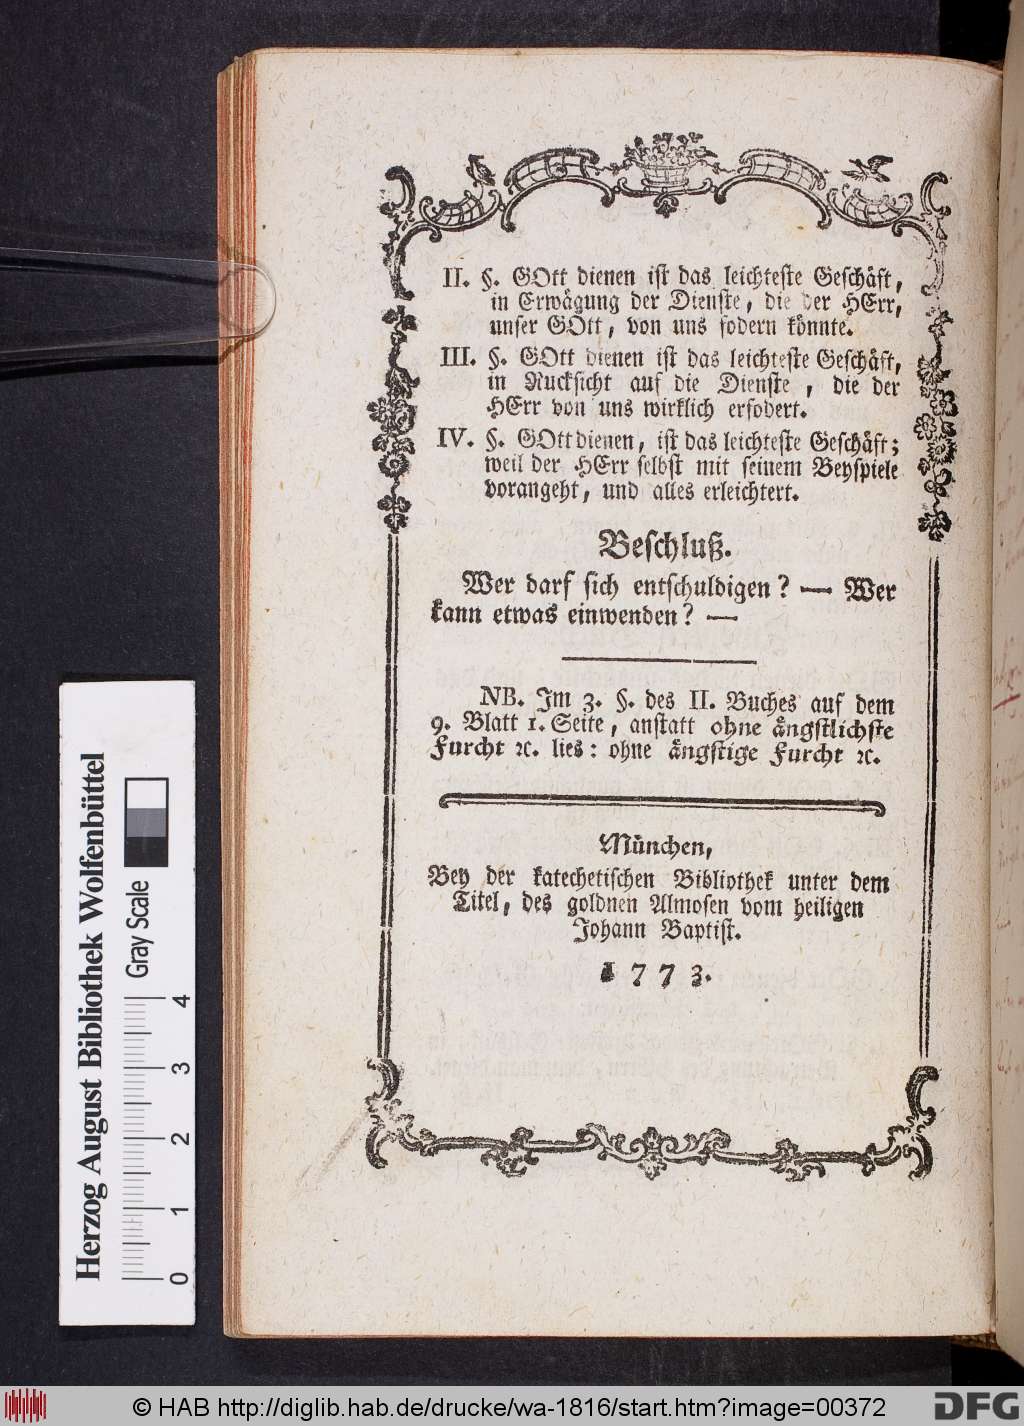 II. §. GOtt dienen ist das leichteste Geschäft,
in Erwägung der Dienste, die der HErr,
unser GOtt, von uns fodern könnte.
III. §. GOtt dienen ist das leichteste Geschäft,
in Rucksicht auf die Dienste, die der
HErr von uns wirklich erfodert.
IV. §. GOtt dienen, ist das leichteste Geschäft;
weil der HErr selbst mit seinem Beyspiele
vorangeht, und alles erleichtert.
Beschluß.
Wer darf sich entschuldigen? — Wer
kann etwas einwenden? —
NB. Im 3. §. des II. Buches auf dem
9. Blatt 1. Seite, anstatt ohne ängstlichste
Furcht ꝛc. lies: ohne ängstige Furcht ꝛc.
München,
Bey der katechetischen Bibliothek unter dem
Titel, des goldnen Almosen vom heiligen
Johann Baptist.
1773.
Herzog August Bibliothek Wolfenbüttel
Gray Scale
0 1 2 3 4
© HAB http://diglib.hab.de/drucke/wa-1816/start.htm?image=00372
DFG